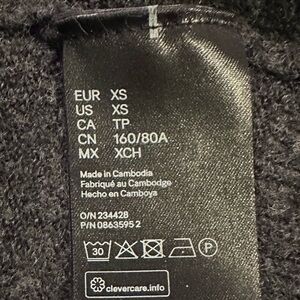 EUR XS
US XS
CA TP
CN 160/80A
MX XCH
Made in Cambodia
Fabriqué au Cambodge
Hecho en Camboya
O/N 234428
P/N 0863595 2
30 P
clevercare.info